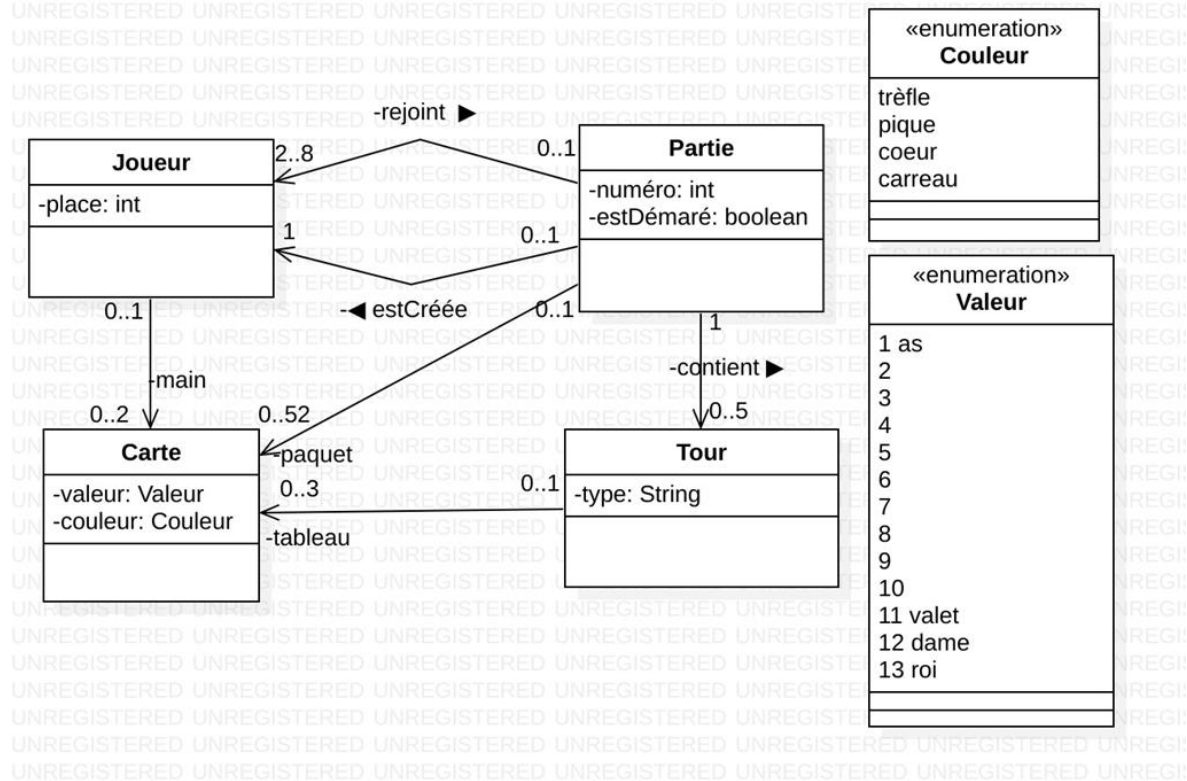 «enumeration»
Couleur
trèfle
pique
coeur
carreau
-rejoint ▶
Joueur
-place: int
2..8
0..1
Partie
-numéro: int
-estDémaré: boolean
1
0..1
-◀ estCréée
0..1
0..1
1
-main
-contient ▶
0..2
0..52
0..5
Carte
-valeur: Valeur
-couleur: Couleur
-paquet
0..3
0..1
-tableau
Tour
-type: String
«enumeration»
Valeur
1 as
2
3
4
5
6
7
8
9
10
11 valet
12 dame
13 roi
UNREGISTERED